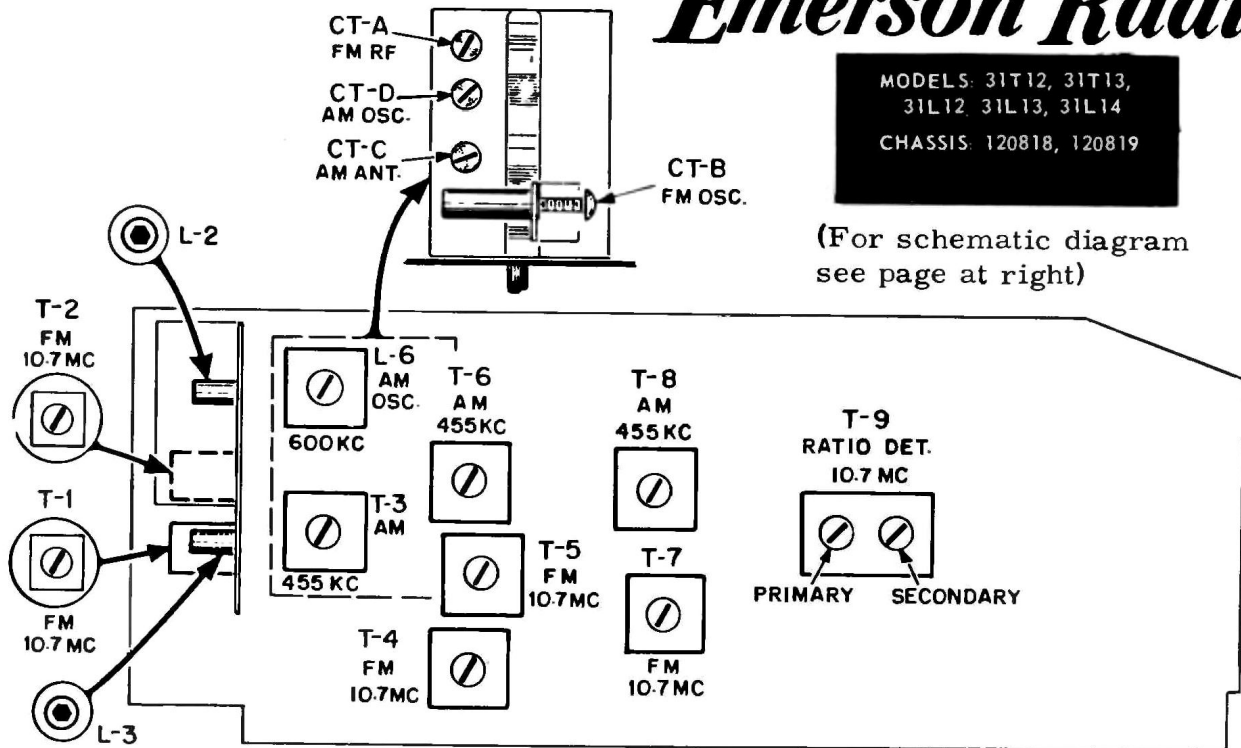 Emerson
CT-A
FM RF
CT-D
AM OSC.
CT-C
AM ANT.
CT-B
FM OSC.
MODELS: 31T12, 31T13,
31L12 31L13, 31L14
CHASSIS: 120818, 120819
(For schematic diagram
see page at right)
L-2
T-2
FM
10.7 MC
L-6
AM
OSC.
600 KC
T-6
AM
455 KC
T-8
AM
455 KC
T-9
RATIO DET.
10.7 MC
PRIMARY
SECONDARY
T-1
FM
10.7 MC
T-3
AM
455 KC
T-5
FM
10.7 MC
T-7
FM
10.7 MC
T-4
FM
10.7 MC
L-3